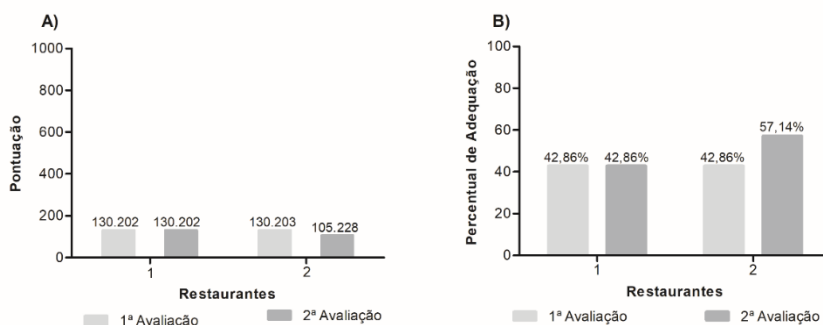 A)
1000
800
600
400
200
0
Pontuação
130.202
130.202
130.203
105.228
1
2
Restaurantes
1ª Avaliação
2ª Avaliação
B)
100
80
60
40
20
0
Percentual de Adequação
42,86%
42,86%
42,86%
57,14%
1
2
Restaurantes
1ª Avaliação
2ª Avaliação